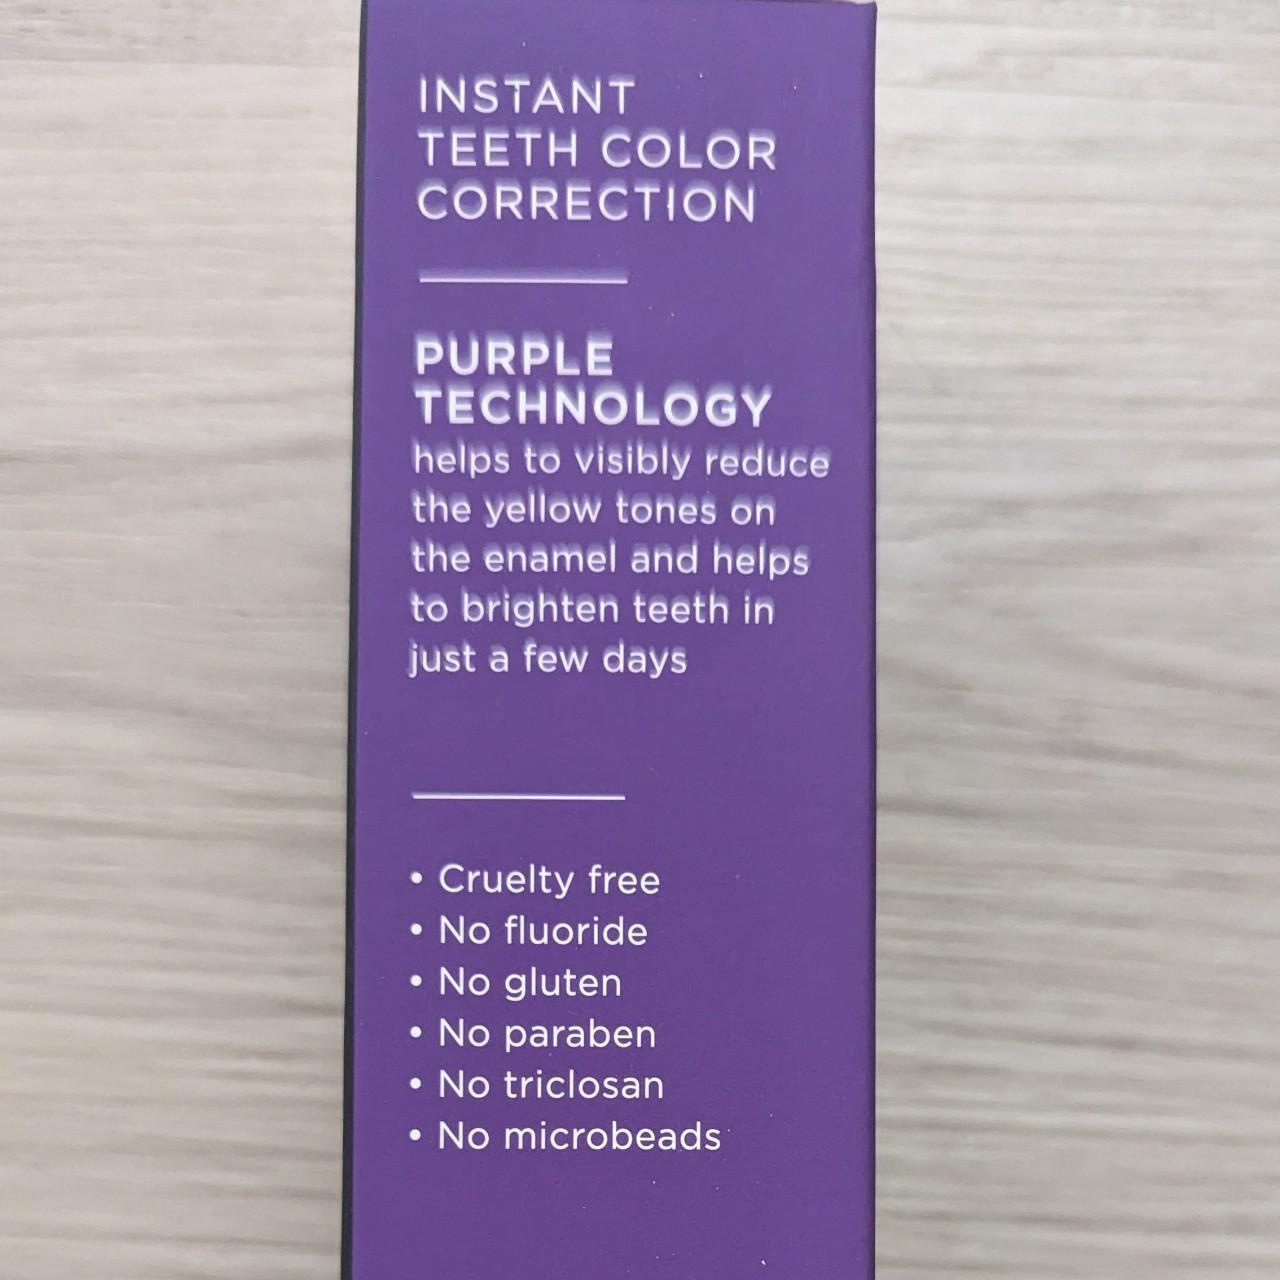 INSTANT
TEETH COLOR
CORRECTION
PURPLE
TECHNOLOGY
helps to visibly reduce
the yellow tones on
the enamel and helps
to brighten teeth in
just a few days
• Cruelty free
• No fluoride
• No gluten
• No paraben
• No triclosan
• No microbeads